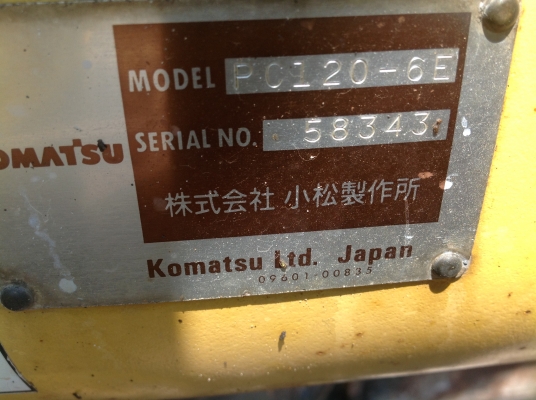 MODEL PC120-6E
KOMATSU
SERIAL NO. 58343
株式会社 小松製作所
Komatsu Ltd. Japan
09601-00835